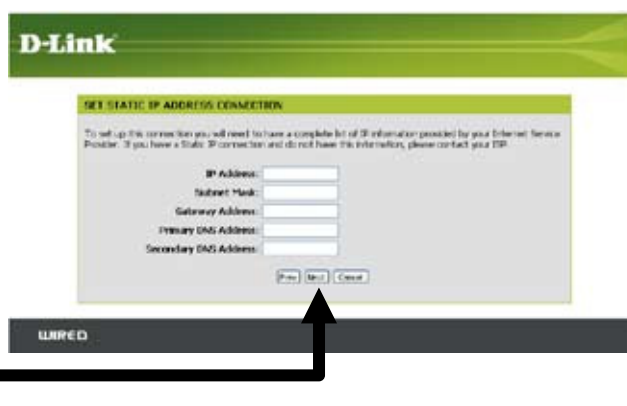 D-Link
SET STATIC IP ADDRESS CONNECTION
To set up this connection you will need to have a complete list of IP information provided by your Internet Service
Provider. If you have a Static IP connection and do not have this information, please contact your ISP.
IP Address:
Subnet Mask:
Gateway Address:
Primary DNS Address:
Secondary DNS Address:
Prev Next Cancel
WIRED